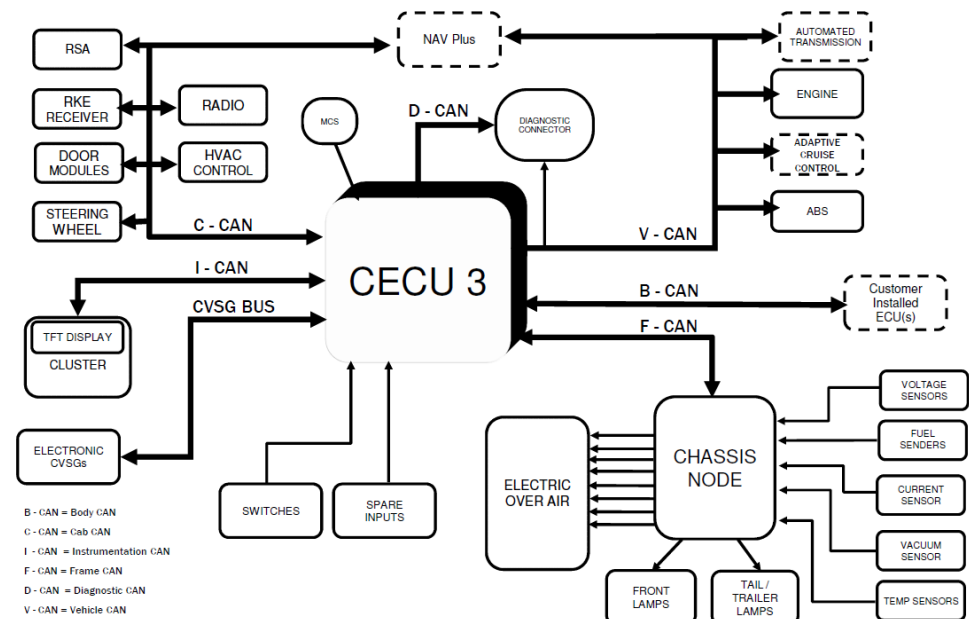 RSA
NAV Plus
AUTOMATED
TRANSMISSION
RKE
RECEIVER
RADIO
MCS
D - CAN
DIAGNOSTIC
CONNECTOR
ENGINE
DOOR
MODULES
HVAC
CONTROL
ADAPTIVE
CRUISE
CONTROL
STEERING
WHEEL
C - CAN
V - CAN
ABS
I - CAN
CECU 3
B - CAN
Customer
Installed
ECU(s)
CVSG BUS
F - CAN
TFT DISPLAY
CLUSTER
VOLTAGE
SENSORS
FUEL
SENDERS
CHASSIS
NODE
ELECTRONIC
CVSGs
ELECTRIC
OVER AIR
CURRENT
SENSOR
SWITCHES
SPARE
INPUTS
VACUUM
SENSOR
FRONT
LAMPS
TAIL /
TRAILER
LAMPS
TEMP SENSORS
B - CAN = Body CAN
C - CAN = Cab CAN
I - CAN = Instrumentation CAN
F - CAN = Frame CAN
D - CAN = Diagnostic CAN
V - CAN = Vehicle CAN